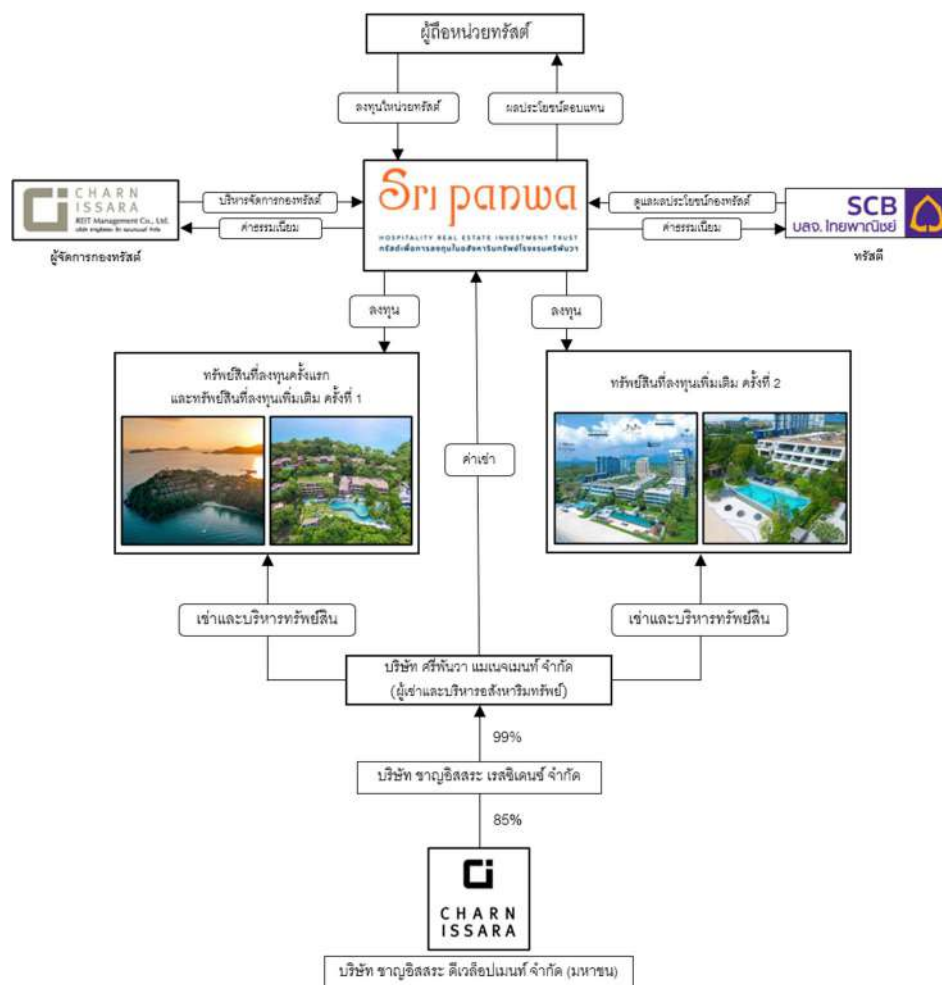 ผู้ถือหน่วยทรัสต์
ลงทุนในหน่วยทรัสต์
ผลประโยชน์ตอบแทน
CHARN
ISSARA
REIT Management Co., Ltd.
ผู้จัดการกองทรัสต์
บริหารจัดการกองทรัสต์
ค่าธรรมเนียม
Sri panwa
HOSPITALITY REAL ESTATE INVESTMENT TRUST
ทรัสต์เพื่อการลงทุนในอสังหาริมทรัพย์โรงแรมศรีพันวา
ดูแลผลประโยชน์กองทรัสต์
ค่าธรรมเนียม
SCB
บลจ. ไทยพาณิชย์
ทรัสตี
ลงทุน
ลงทุน
ทรัพย์สินที่ลงทุนครั้งแรก
และทรัพย์สินที่ลงทุนเพิ่มเติม ครั้งที่ 1
ทรัพย์สินที่ลงทุนเพิ่มเติม ครั้งที่ 2
ค่าเช่า
เช่าและบริหารทรัพย์สิน
เช่าและบริหารทรัพย์สิน
บริษัท ศรีพันวา แมเนจเมนท์ จำกัด
(ผู้เช่าและบริหารอสังหาริมทรัพย์)
99%
บริษัท ชาญอิสสระ เรสซิเดนซ์ จำกัด
85%
CHARN
ISSARA
บริษัท ชาญอิสสระ ดีเวล็อปเมนท์ จำกัด (มหาชน)